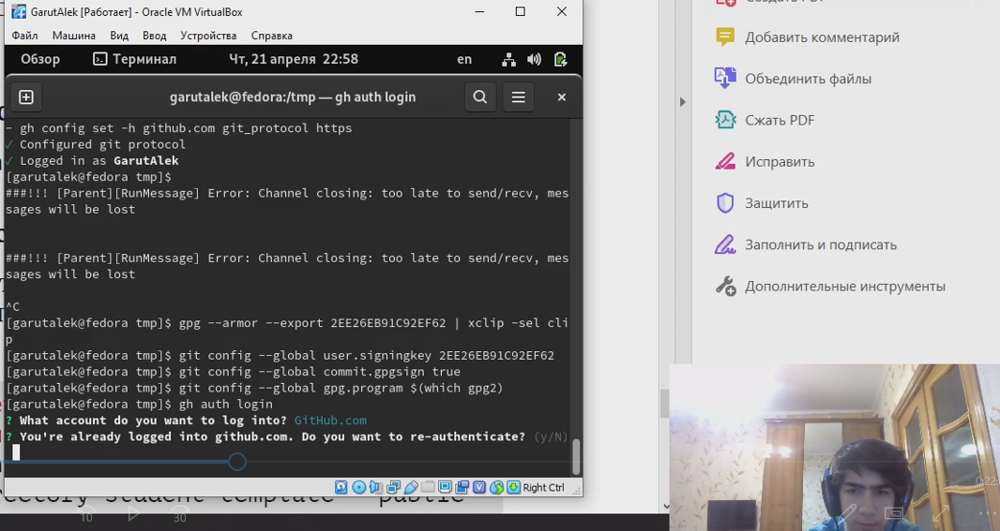 GarutAlek [Работает] - Oracle VM VirtualBox
Файл Машина Вид Ввод Устройства Справка
Обзор Терминал Чт, 21 апреля 22:58 en
garutalek@fedora:/tmp — gh auth login
- gh config set -h github.com git_protocol https
✓ Configured git protocol
✓ Logged in as GarutAlek
[garutalek@fedora tmp]$
###!!! [Parent][RunMessage] Error: Channel closing: too late to send/recv, mes
sages will be lost
###!!! [Parent][RunMessage] Error: Channel closing: too late to send/recv, mes
sages will be lost
^C
[garutalek@fedora tmp]$ gpg --armor --export 2EE26EB91C92EF62 | xclip -sel cli
p
[garutalek@fedora tmp]$ git config --global user.signingkey 2EE26EB91C92EF62
[garutalek@fedora tmp]$ git config --global commit.gpgsign true
[garutalek@fedora tmp]$ git config --global gpg.program $(which gpg2)
[garutalek@fedora tmp]$ gh auth login
? What account do you want to log into? GitHub.com
? You're already logged into github.com. Do you want to re-authenticate? (y/N)
Right Ctrl
10 30
Добавить комментарий
Объединить файлы
Сжать PDF
Исправить
Защитить
Заполнить и подписать
Дополнительные инструменты